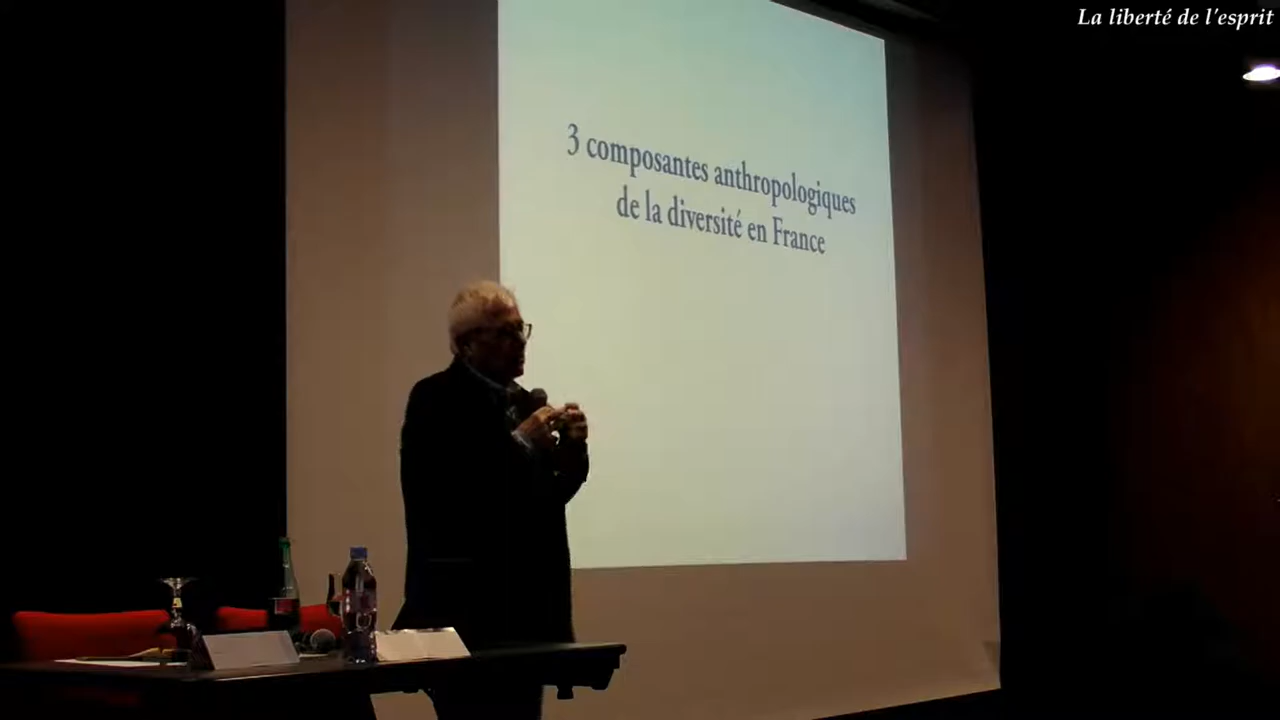 La liberté de l'esprit
3 composantes anthropologiques
de la diversité en France